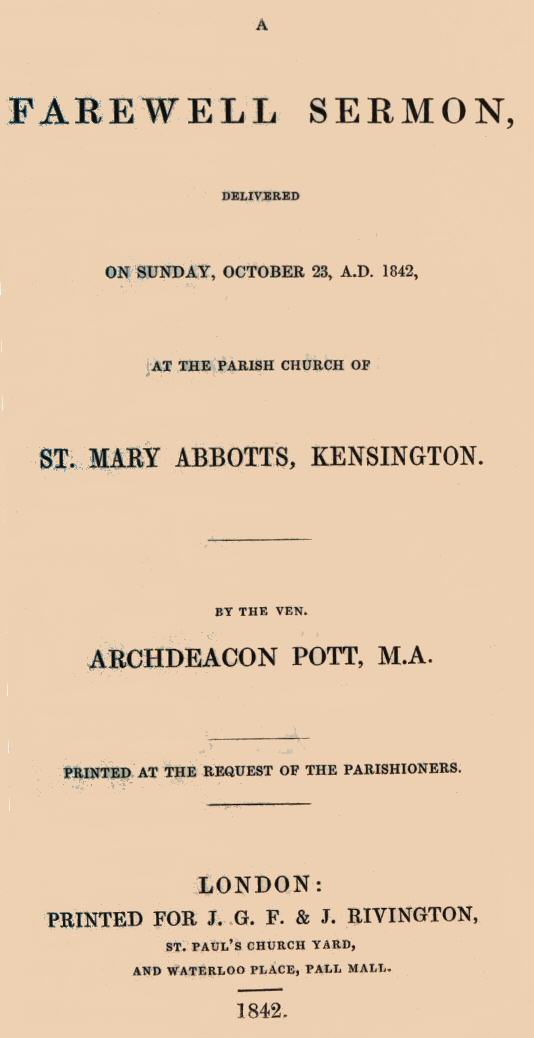 A
FAREWELL SERMON,
DELIVERED
ON SUNDAY, OCTOBER 23, A.D. 1842,
AT THE PARISH CHURCH OF
ST. MARY ABBOTTS, KENSINGTON.
BY THE VEN.
ARCHDEACON POTT, M.A.
PRINTED AT THE REQUEST OF THE PARISHIONERS.
LONDON:
PRINTED FOR J. G. F. & J. RIVINGTON,
ST. PAUL'S CHURCH YARD,
AND WATERLOO PLACE, PALL MALL.
1842.